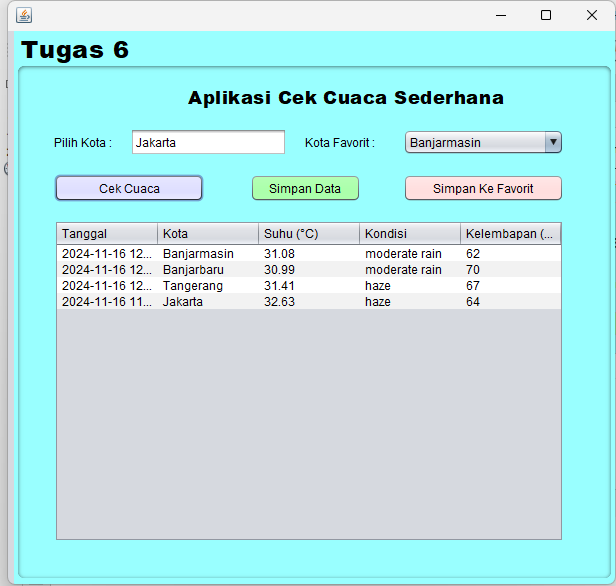 Tugas 6
Aplikasi Cek Cuaca Sederhana
Pilih Kota : Jakarta Kota Favorit : Banjarmasin
Cek Cuaca Simpan Data Simpan Ke Favorit
Tanggal Kota Suhu (°C) Kondisi Kelembapan (...
2024-11-16 12... Banjarmasin 31.08 moderate rain 62
2024-11-16 12... Banjarbaru 30.99 moderate rain 70
2024-11-16 12... Tangerang 31.41 haze 67
2024-11-16 11... Jakarta 32.63 haze 64